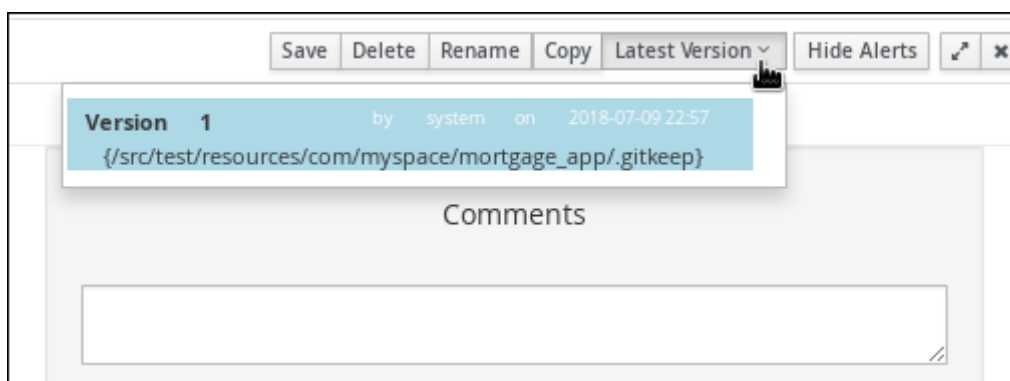 Save Delete Rename Copy Latest Version Hide Alerts
Version 1 by system on 2018-07-09 22:57
{/src/test/resources/com/myspace/mortgage_app/.gitkeep}
Comments